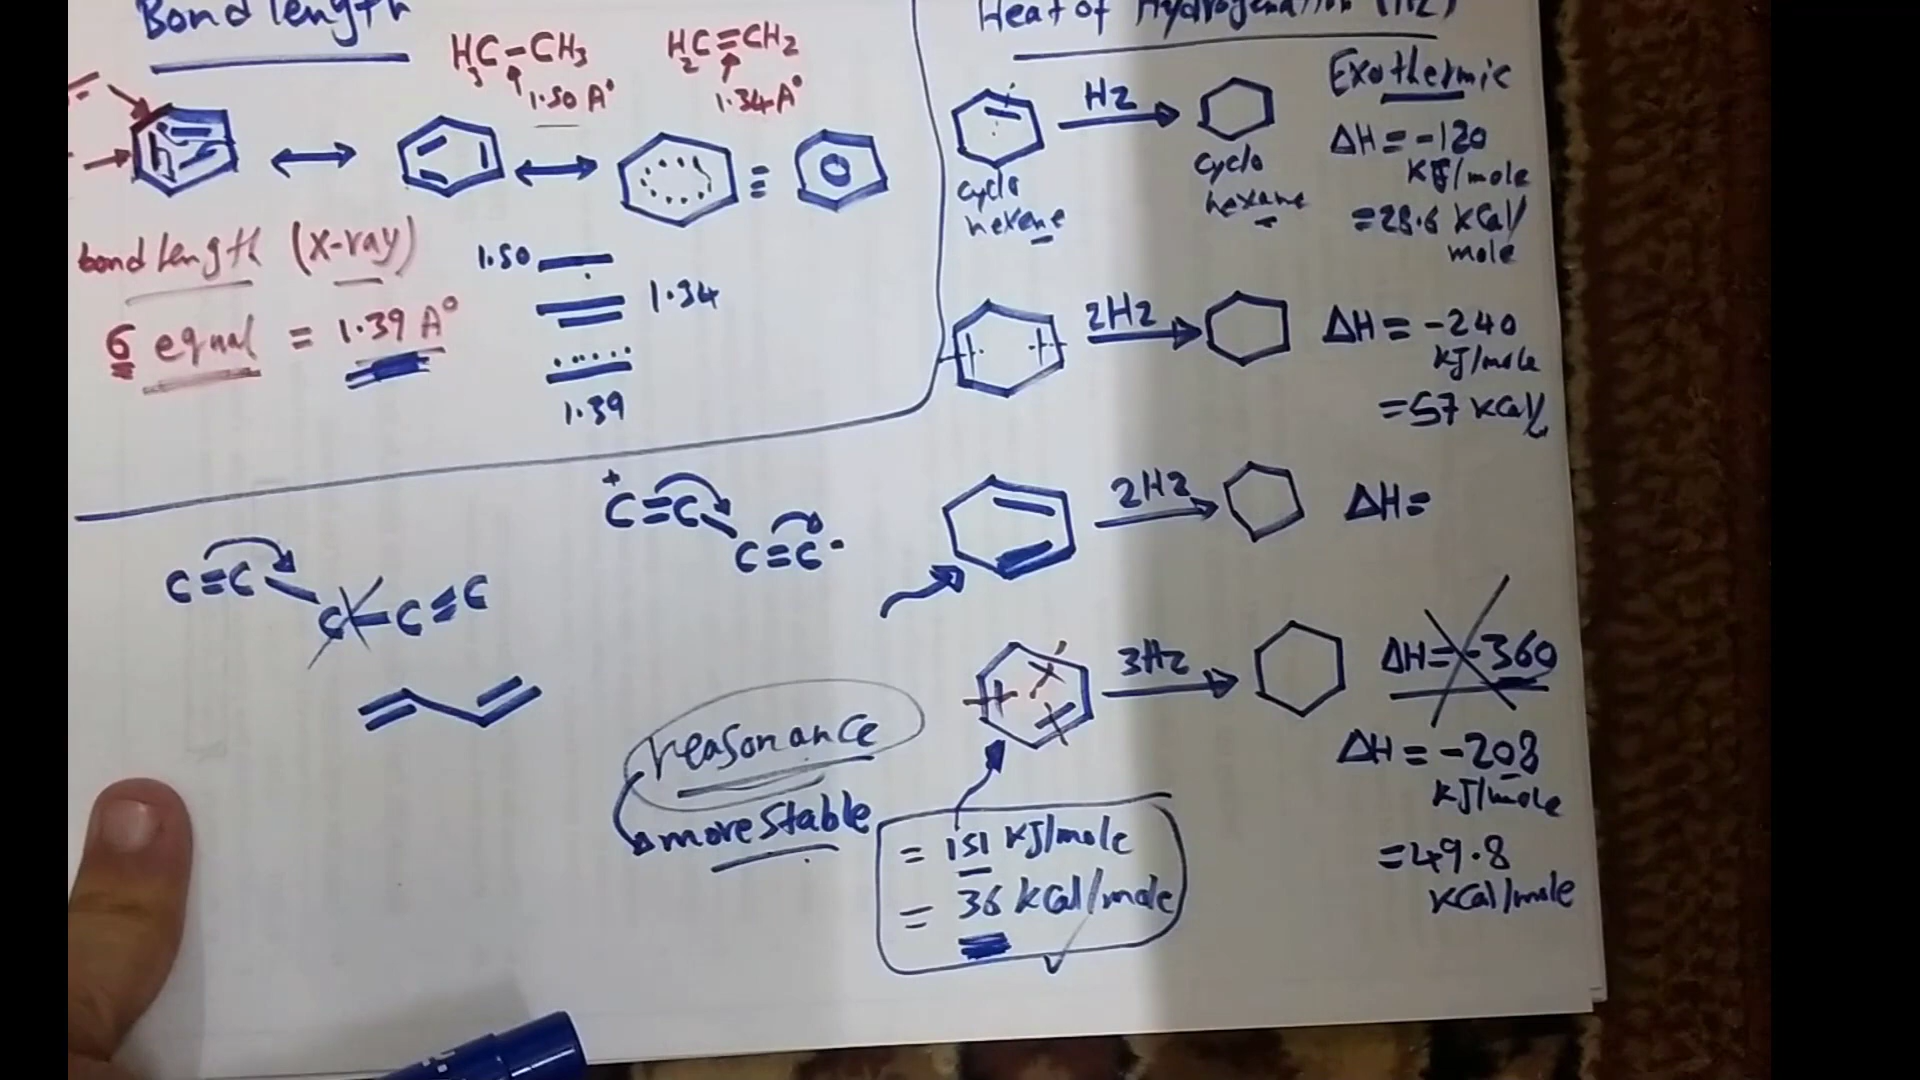 Bond length
H3C-CH3
1.50 A°
H2C=CH2
1.34 A°
bond length (x-ray)
6 equal = 1.39 A°
1.50
1.34
1.39
Heat of Hydrogenation (H2)
Exothermic
H2
cyclo
hexene
cyclo
hexane
ΔH = -120
KJ/mole
=28.6 kCal/
mole
2H2
ΔH = -240
KJ/mole
=57 kCal/
+
C=C
C=C
C=C
C-C=C
2H2
ΔH=
3H2
ΔH=-360
ΔH = -208
KJ/mole
=49.8
kCal/mole
reasonance
more stable
= 151 KJ/mole
= 36 kCal/mole